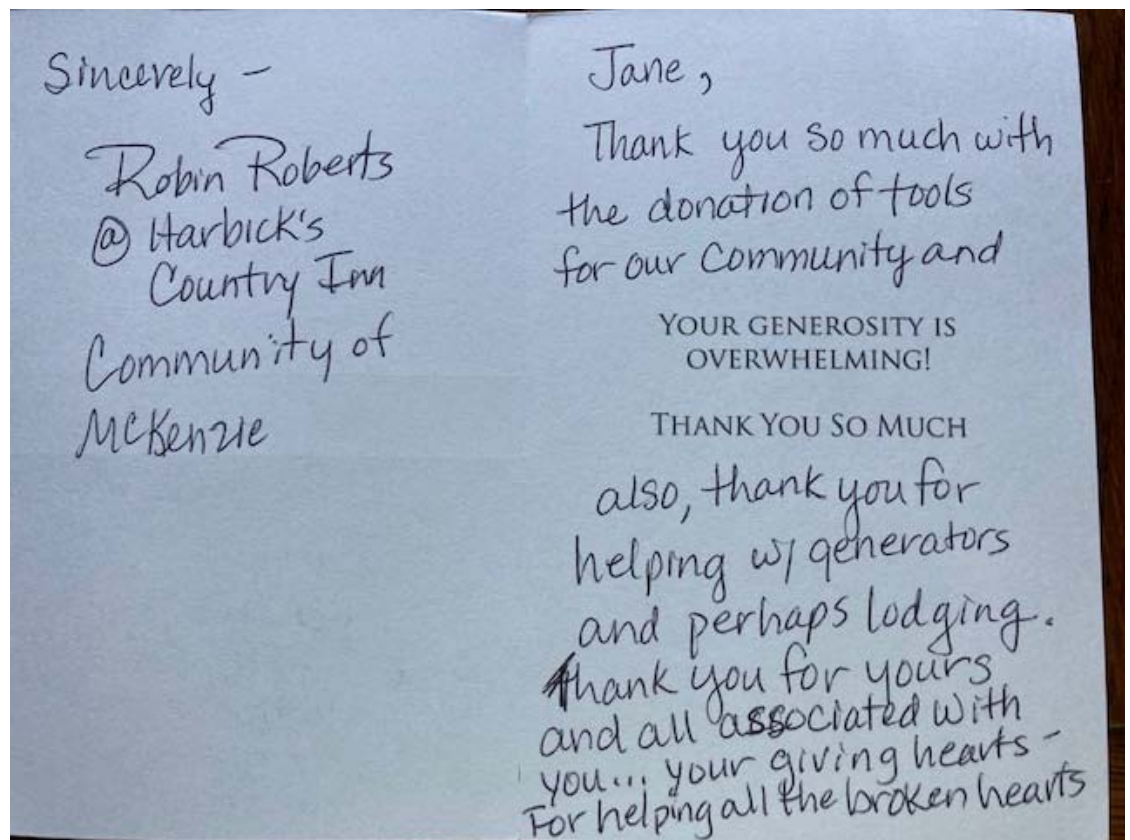 Jane,
Thank you so much with
the donation of tools
for our Community and
YOUR GENEROSITY IS
OVERWHELMING!
THANK YOU SO MUCH
also, thank you for
helping w/ generators
and perhaps lodging.
Thank you for yours
and all associated with
you... your giving hearts -
For helping all the broken hearts
Sincerely -
Robin Roberts
@ Harbick's
Country Inn
Community of
McKenzie